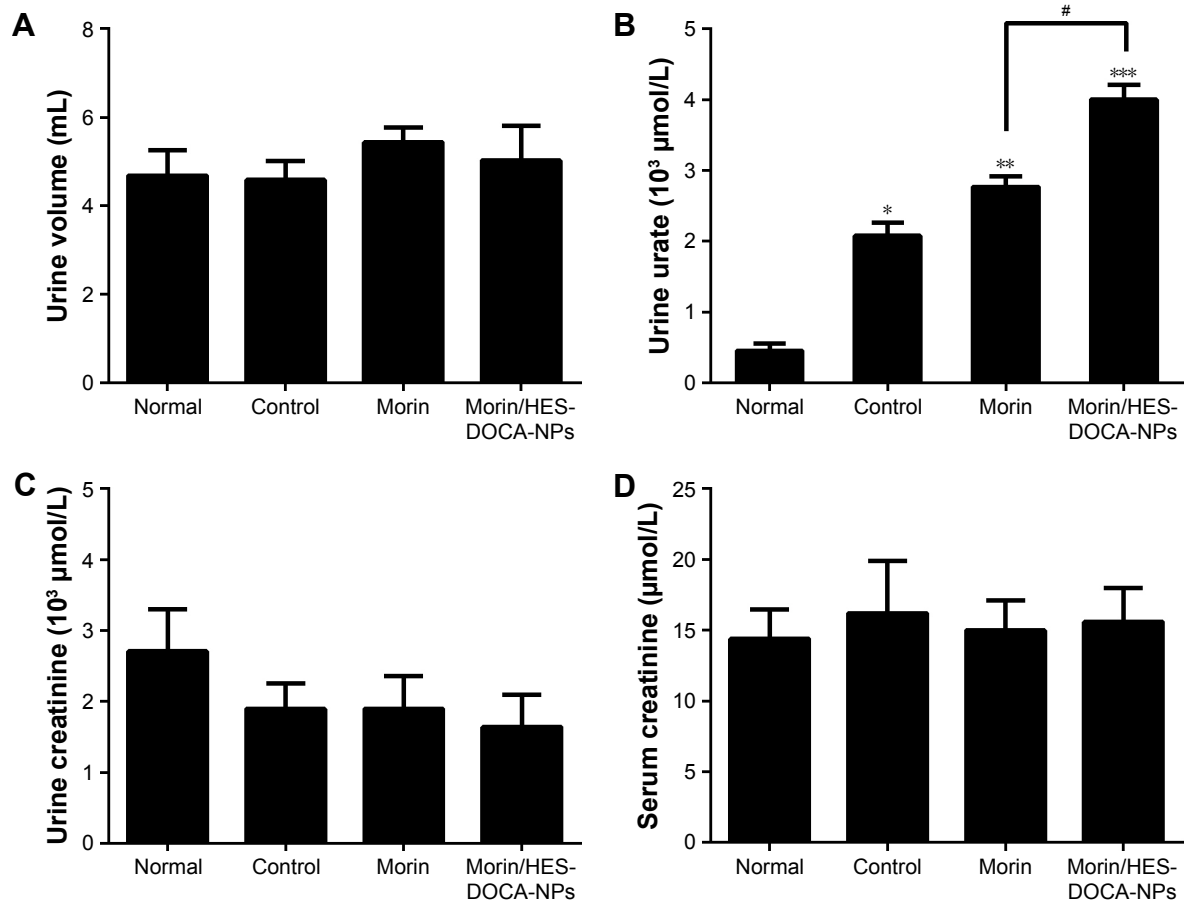 A
Urine volume (mL)
8
6
4
2
0
Normal
Control
Morin
Morin/HES-
DOCA-NPs
B
Urine urate (10³ µmol/L)
5
4
3
2
1
0
*
**
***
#
Normal
Control
Morin
Morin/HES-
DOCA-NPs
C
Urine creatinine (10³ µmol/L)
5
4
3
2
1
0
Normal
Control
Morin
Morin/HES-
DOCA-NPs
D
Serum creatinine (µmol/L)
25
20
15
10
5
0
Normal
Control
Morin
Morin/HES-
DOCA-NPs